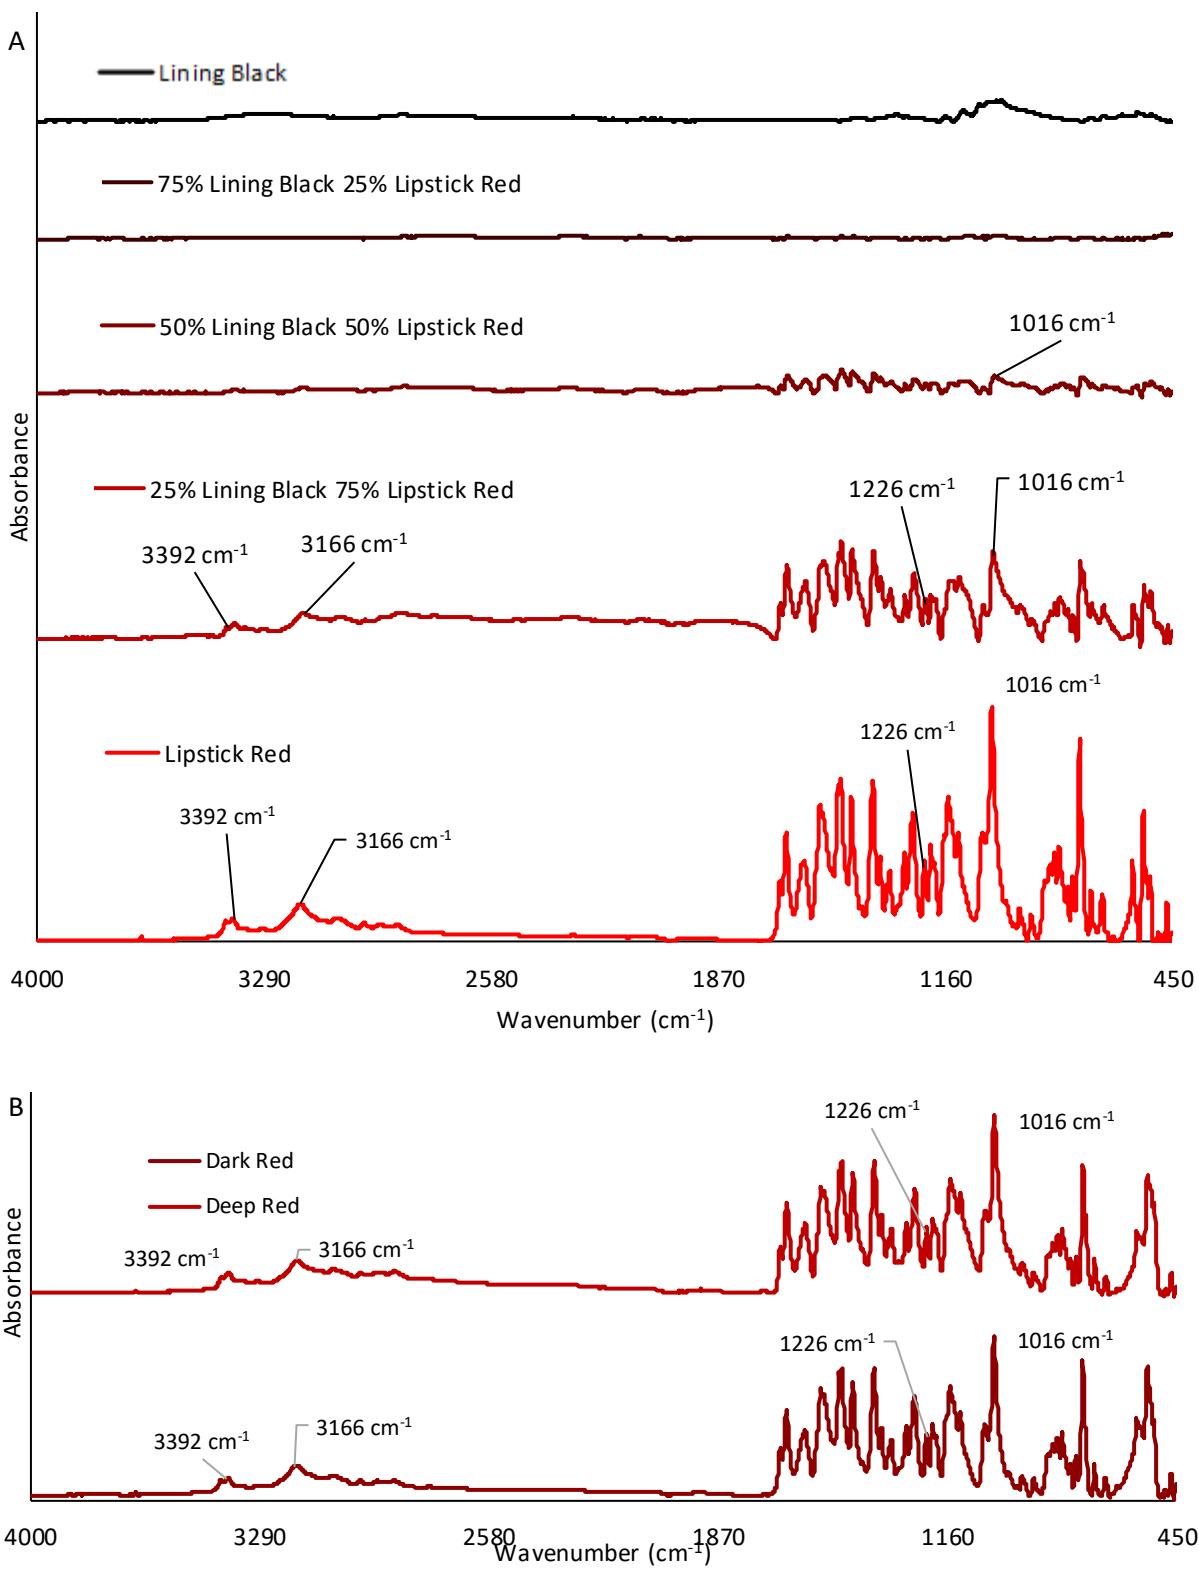 A
Lining Black
75% Lining Black 25% Lipstick Red
50% Lining Black 50% Lipstick Red
1016 cm⁻¹
25% Lining Black 75% Lipstick Red
1226 cm⁻¹
1016 cm⁻¹
3392 cm⁻¹
3166 cm⁻¹
Absorbance
Lipstick Red
1016 cm⁻¹
1226 cm⁻¹
3392 cm⁻¹
3166 cm⁻¹
4000 3290 2580 1870 1160 450
Wavenumber (cm⁻¹)
B
Dark Red
Deep Red
1226 cm⁻¹
1016 cm⁻¹
3392 cm⁻¹
3166 cm⁻¹
Absorbance
1226 cm⁻¹
1016 cm⁻¹
3392 cm⁻¹
3166 cm⁻¹
4000 3290 2580 1870 1160 450
Wavenumber (cm⁻¹)